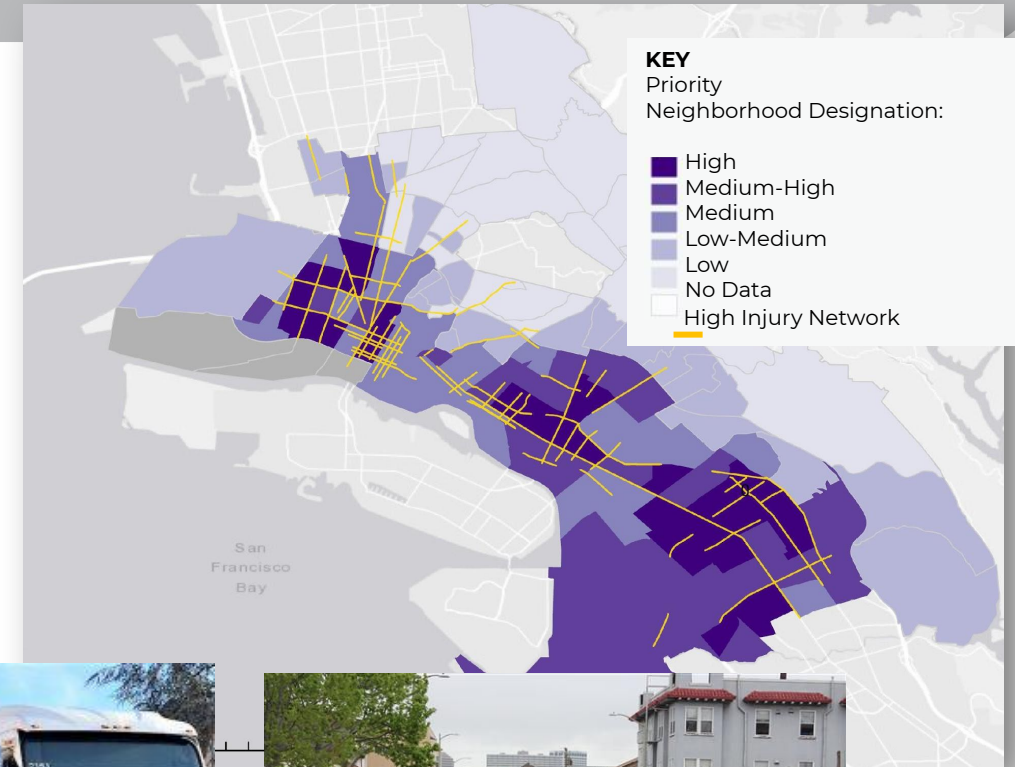 KEY
Priority
Neighborhood Designation:
High
Medium-High
Medium
Low-Medium
Low
No Data
High Injury Network
San
Francisco
Bay